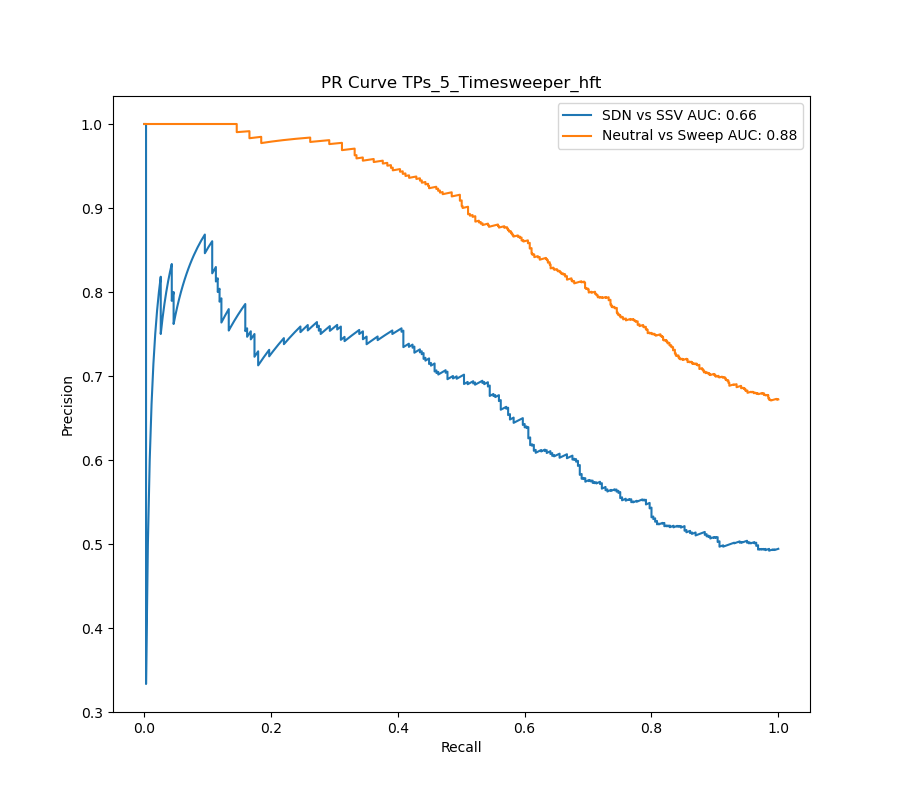 PR Curve TPs_5_Timesweeper_hft
SDN vs SSV AUC: 0.66
Neutral vs Sweep AUC: 0.88
1.0
0.9
0.8
0.7
0.6
0.5
0.4
0.3
Precision
0.0 0.2 0.4 0.6 0.8 1.0
Recall